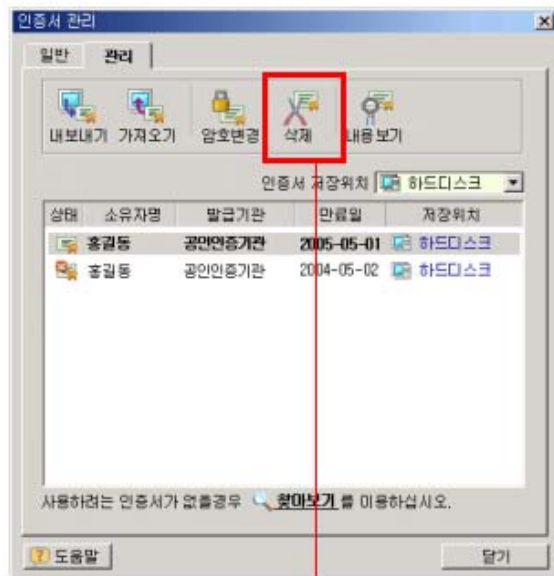 인증서 관리
일반 관리
내보내기 가져오기 암호변경 삭제 내용보기
인증서 저장위치 하드디스크
상태 소유자명 발급기관 만료일 저장위치
홍길동 공인인증기관 2005-05-01 하드디스크
홍길동 공인인증기관 2004-05-02 하드디스크
사용하려는 인증서가 없을경우 찾아보기 를 이용하십시오.
도움말 닫기